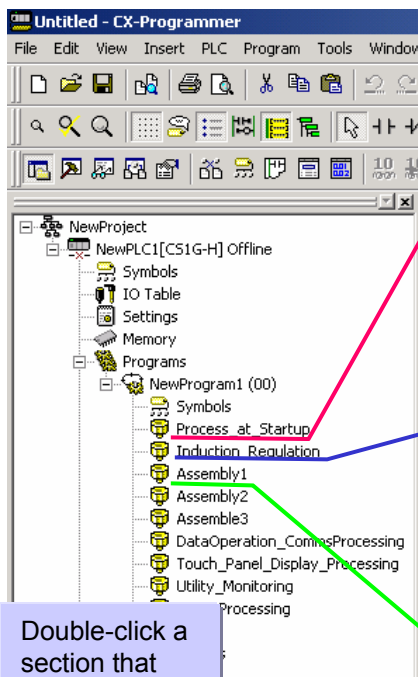 Untitled - CX-Programmer
File Edit View Insert PLC Program Tools Window
NewProject
NewPLC1[CS1G-H] Offline
Symbols
IO Table
Settings
Memory
Programs
NewProgram1 (00)
Symbols
Process_at_Startup
Induction_Regulation
Assembly1
Assembly2
Assemble3
DataOperation_CommsProcessing
Touch_Panel_Display_Processing
Utility_Monitoring
Processing
Double-click a
section that